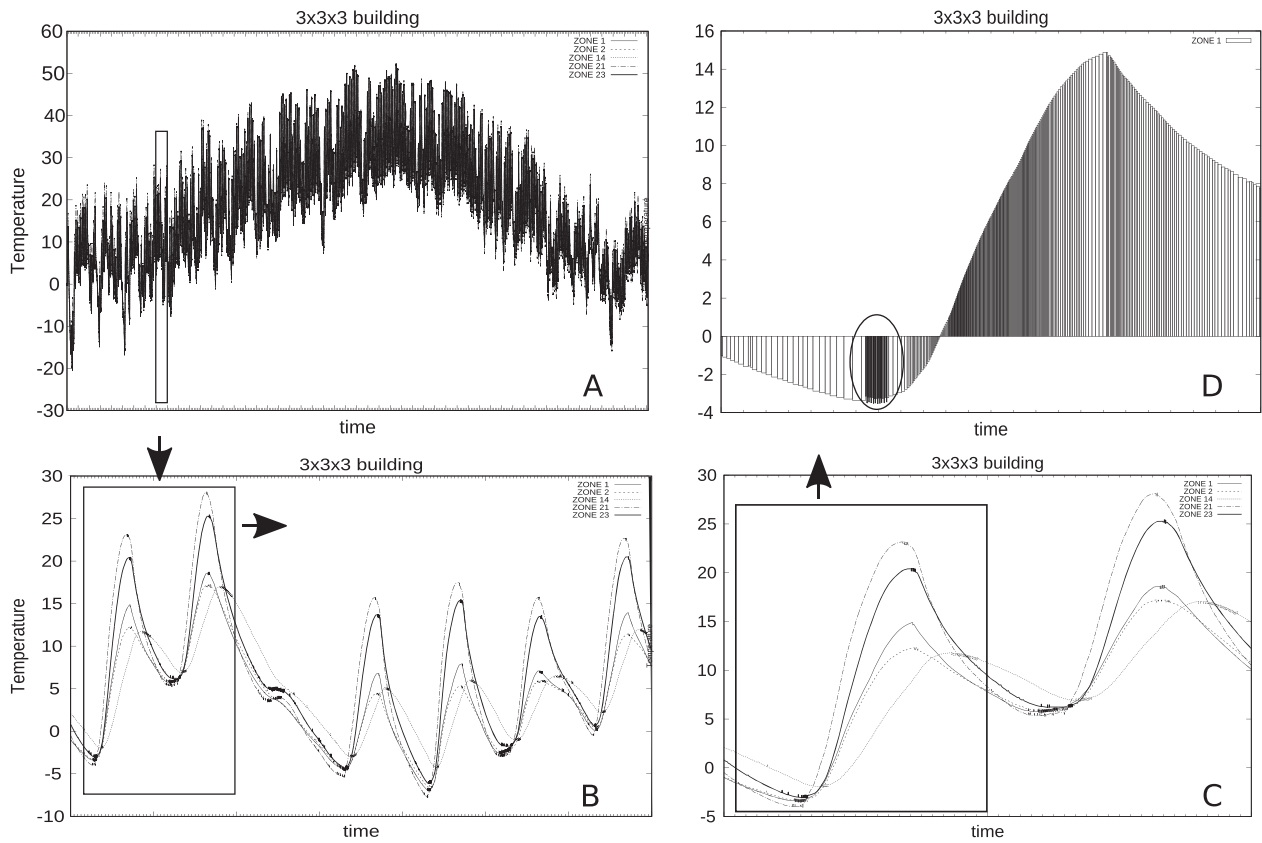 3x3x3 building
60
50
40
30
20
10
0
-10
-20
-30
Temperature
ZONE 1
ZONE 2
ZONE 14
ZONE 21
ZONE 23
A
time
3x3x3 building
16
14
12
10
8
6
4
2
0
-2
-4
ZONE 1
D
time
3x3x3 building
30
25
20
15
10
5
0
-5
-10
Temperature
ZONE 1
ZONE 2
ZONE 14
ZONE 21
ZONE 23
Temperature
B
time
3x3x3 building
30
25
20
15
10
5
0
-5
ZONE 1
ZONE 2
ZONE 14
ZONE 21
ZONE 23
C
time